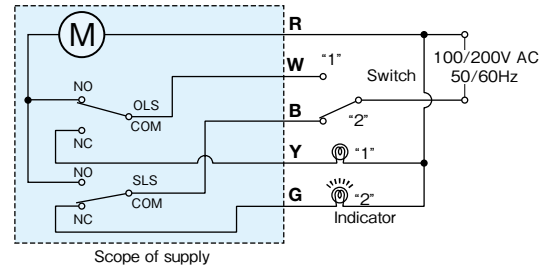 M
R
100/200V AC
50/60Hz
W
“1”
Switch
NO
OLS
COM
B
“2”
NC
Y
“1”
NO
SLS
COM
NC
G
“2”
Indicator
Scope of supply